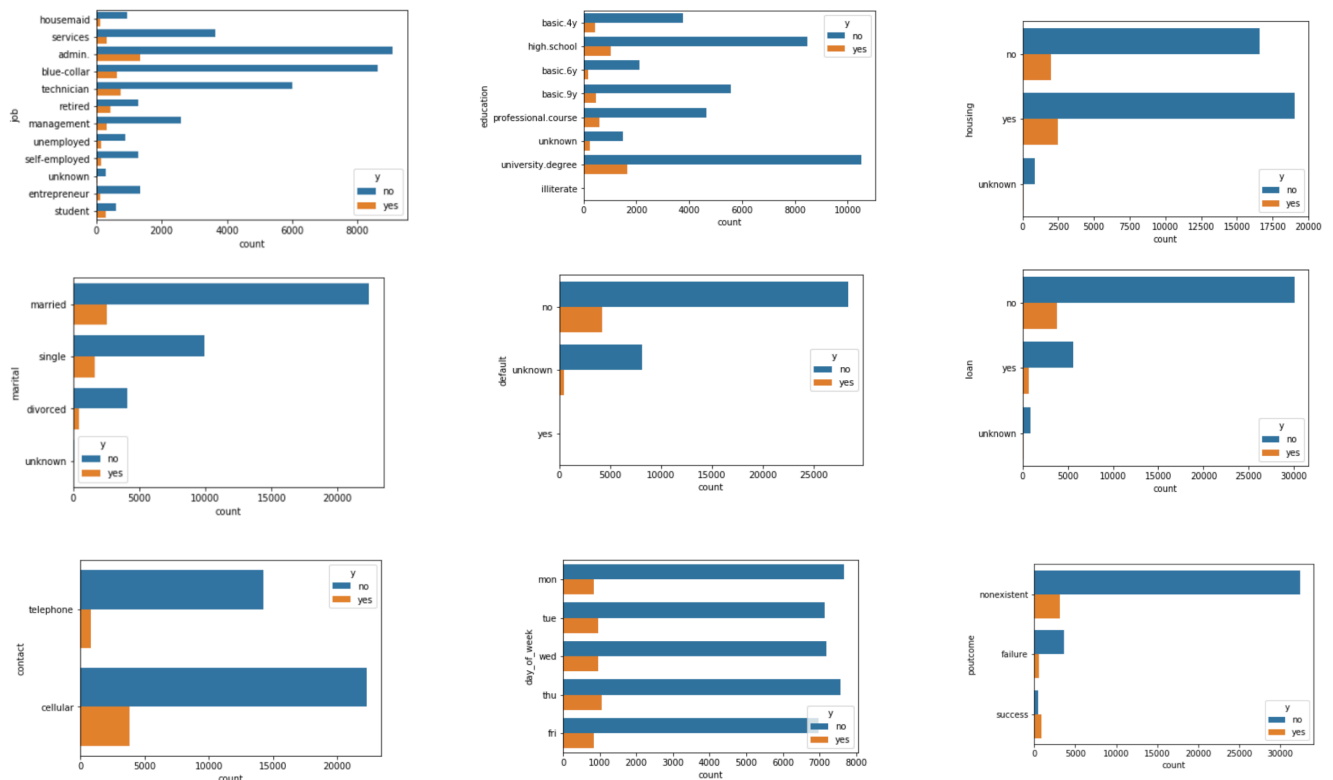 housemaid
services
admin.
blue-collar
technician
retired
management
unemployed
self-employed
unknown
entrepreneur
student
job
y
no
yes
0 2000 4000 6000 8000
count
basic.4y
high.school
basic.6y
basic.9y
professional.course
unknown
university.degree
illiterate
education
y
no
yes
0 2000 4000 6000 8000 10000
count
no
yes
unknown
housing
y
no
yes
0 2500 5000 7500 10000 12500 15000 17500 20000
count
married
single
divorced
unknown
marital
y
no
yes
0 5000 10000 15000 20000
count
no
unknown
yes
default
y
no
yes
0 5000 10000 15000 20000 25000
count
no
yes
unknown
loan
y
no
yes
0 5000 10000 15000 20000 25000 30000
count
telephone
cellular
contact
y
no
yes
0 5000 10000 15000 20000
count
mon
tue
wed
thu
fri
day_of_week
y
no
yes
0 1000 2000 3000 4000 5000 6000 7000 8000
count
nonexistent
failure
success
poutcome
y
no
yes
0 5000 10000 15000 20000 25000 30000
count